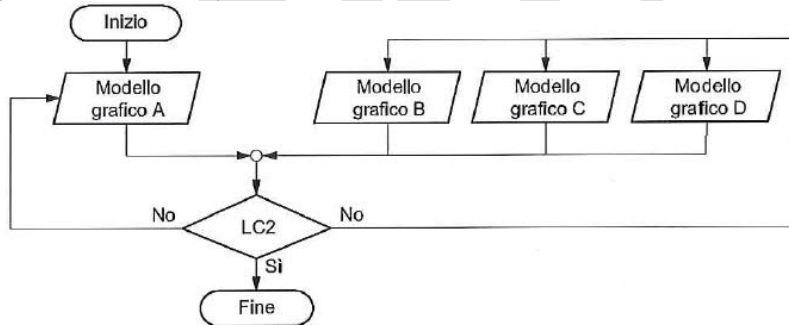 Inizio
Modello
grafico A
Modello
grafico B
Modello
grafico C
Modello
grafico D
No
LC2
No
Sì
Fine